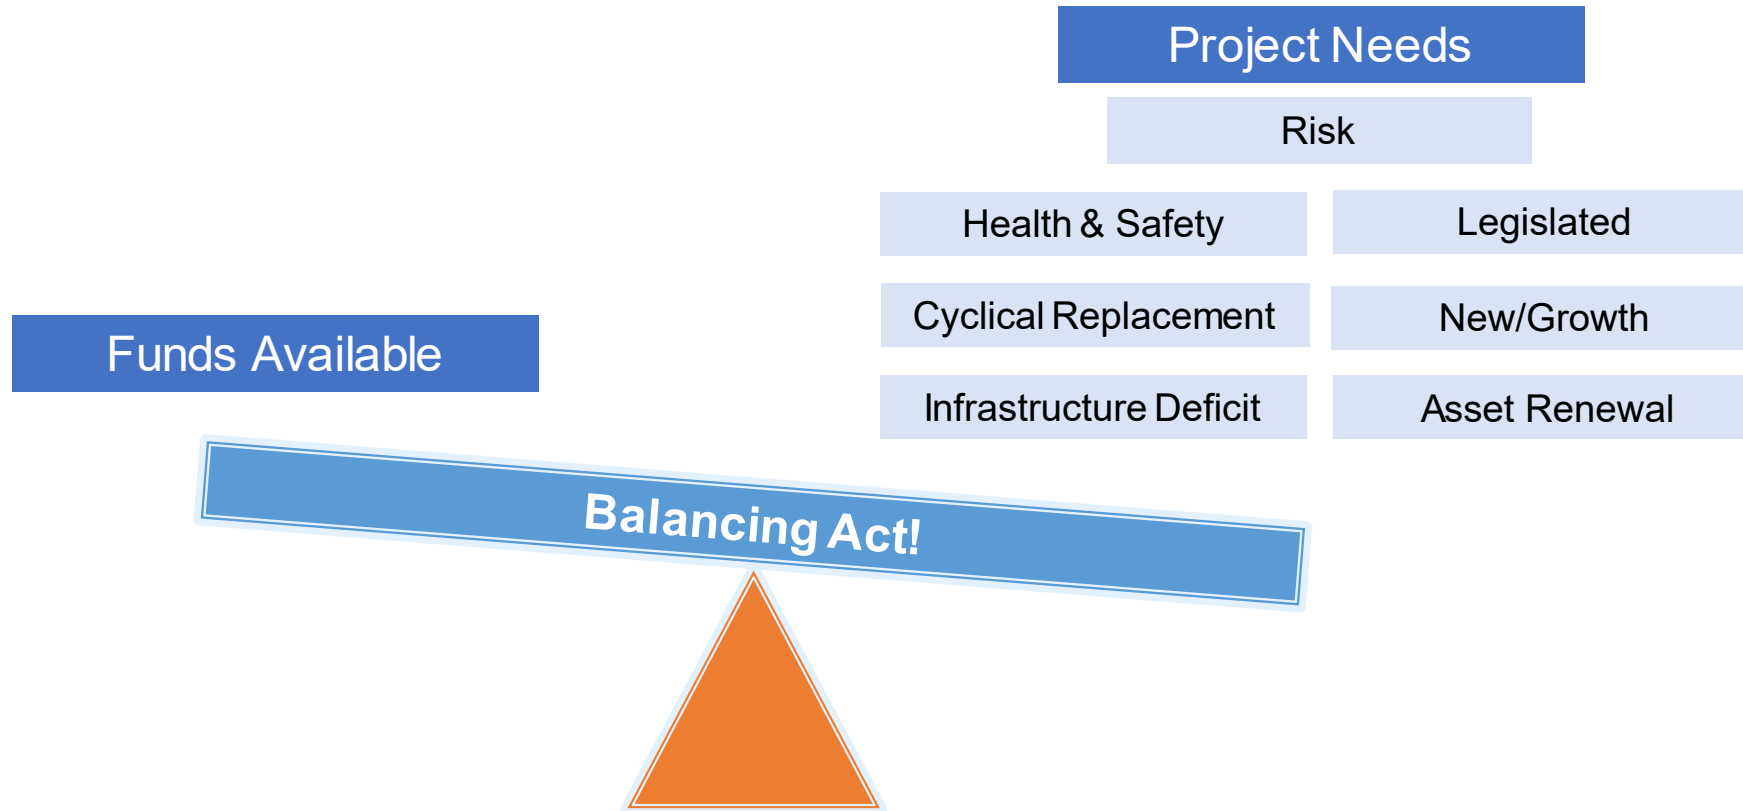 Project Needs
Risk
Health & Safety
Legislated
Cyclical Replacement
New/Growth
Funds Available
Infrastructure Deficit
Asset Renewal
Balancing Act!